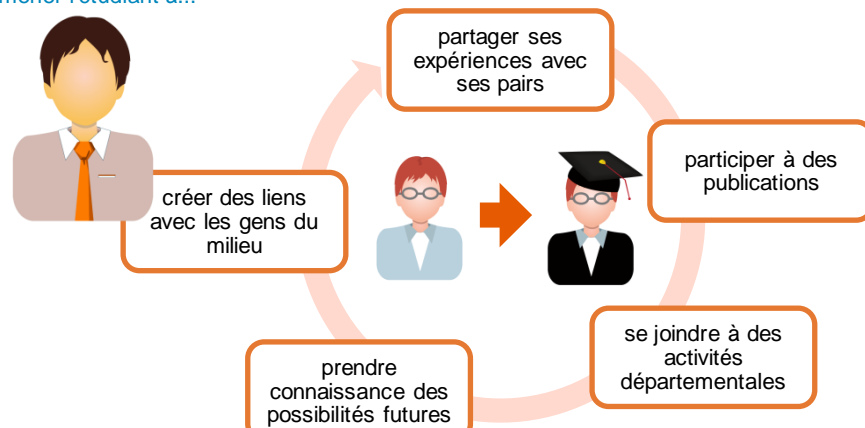 l'étudiant à...
partager ses
expériences avec
ses pairs
participer à des
publications
se joindre à des
activités
départementales
prendre
connaissance des
possibilités futures
créer des liens
avec les gens du
milieu